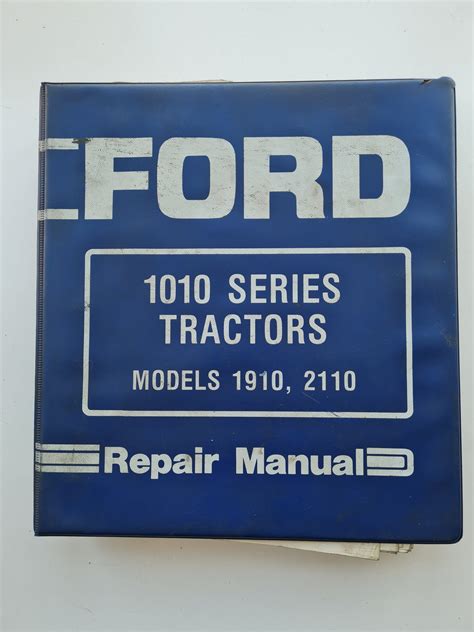 FORD
1010 SERIES
TRACTORS
MODELS 1910, 2110
Repair Manual